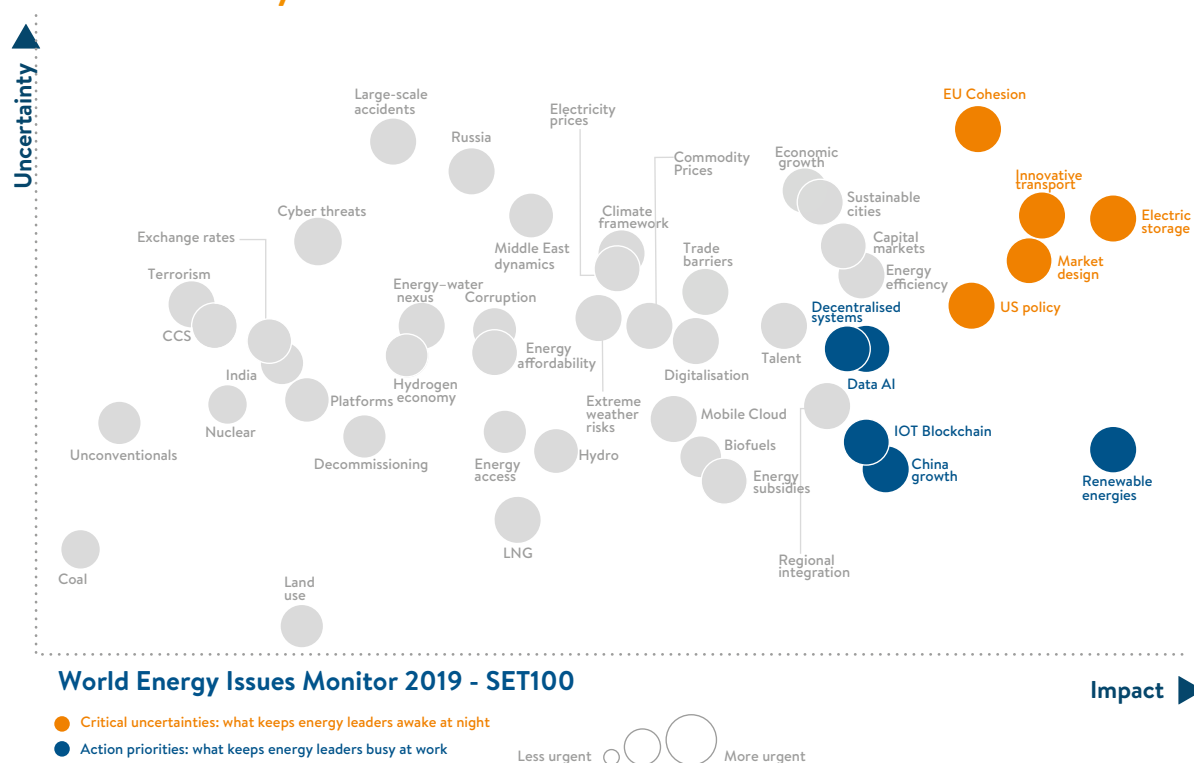 Uncertainty
Large-scale
accidents
Electricity
prices
EU Cohesion
Russia
Commodity
Prices
Economic
growth
Innovative
transport
Sustainable
cities
Cyber threats
Climate
framework
Electric
storage
Exchange rates
Middle East
dynamics
Trade
barriers
Capital
markets
Market
design
Terrorism
Energy-water
nexus
Corruption
Energy
efficiency
Decentralised
systems
US policy
CCS
Energy
affordability
Talent
India
Hydrogen
economy
Digitalisation
Data AI
Platforms
Extreme
weather
risks
Mobile Cloud
Nuclear
IOT Blockchain
Unconventionals
Decommissioning
Energy
access
Hydro
Biofuels
Energy
subsidies
China
growth
Renewable
energies
LNG
Regional
integration
Coal
Land
use
World Energy Issues Monitor 2019 - SET100
Impact
Critical uncertainties: what keeps energy leaders awake at night
Action priorities: what keeps energy leaders busy at work
Less urgent
More urgent